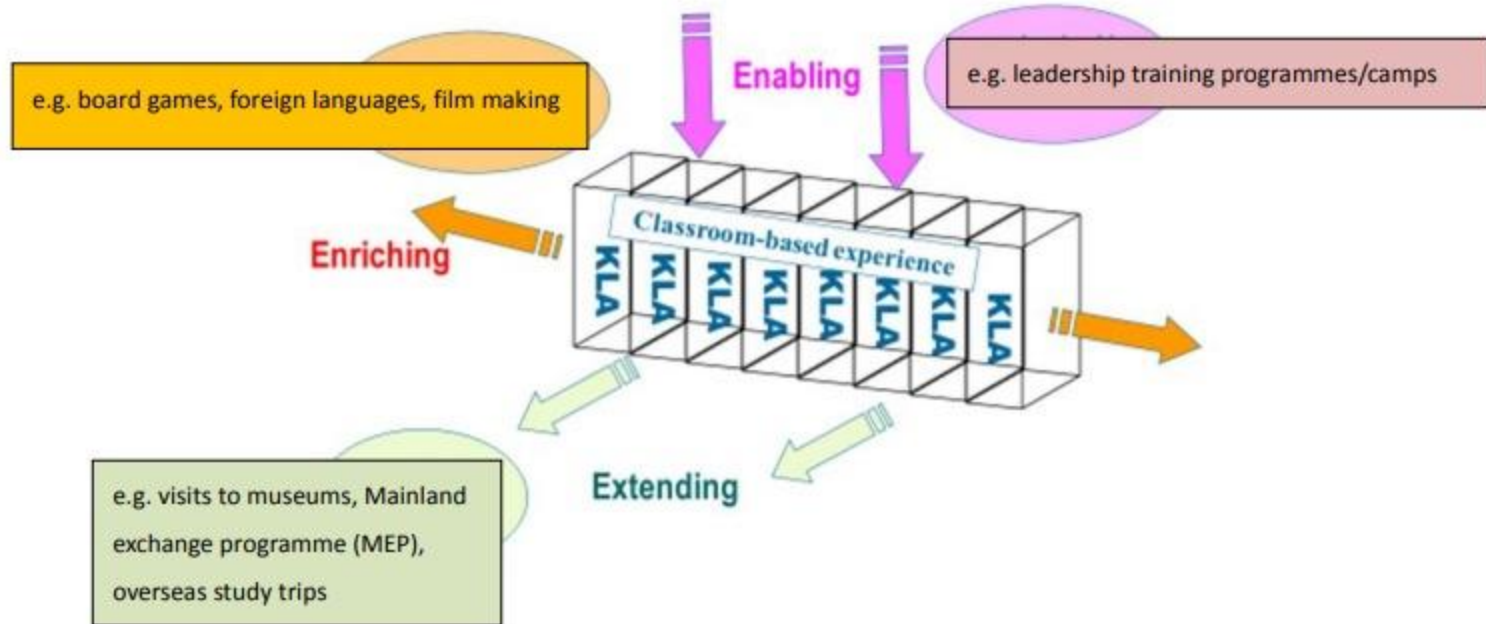 Enabling
e.g. leadership training programmes/camps
e.g. board games, foreign languages, film making
Classroom-based experience
Enriching
KLA
KLA
KLA
KLA
KLA
KLA
KLA
KLA
Extending
e.g. visits to museums, Mainland
exchange programme (MEP),
overseas study trips